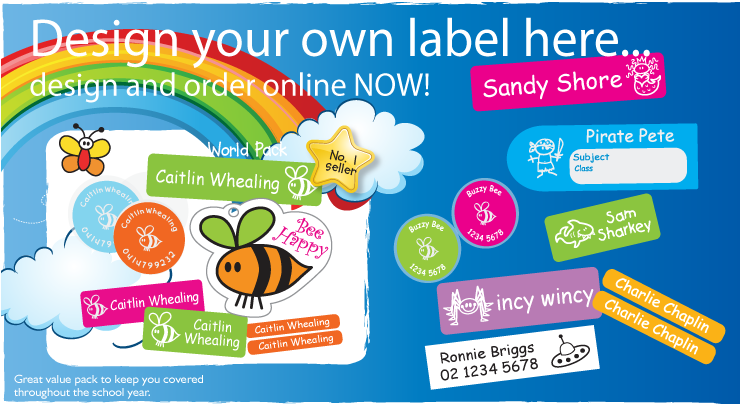 Design your own label here...
design and order online NOW!
Sandy Shore
World Pack
No. 1
seller
Pirate Pete
Subject
Class
Caitlin Whealing
Caitlin Whealing
Caitlin Whealing
0414799232
Bee
Happy
Buzzy Bee
1234 5678
Buzzy Bee
1234 5678
Sam
Sharkey
Caitlin Whealing
Caitlin
Whealing
Caitlin Whealing
Caitlin Whealing
incy wincy
Charlie Chaplin
Charlie Chaplin
Ronnie Briggs
02 1234 5678
Great value pack to keep you covered
throughout the school year.